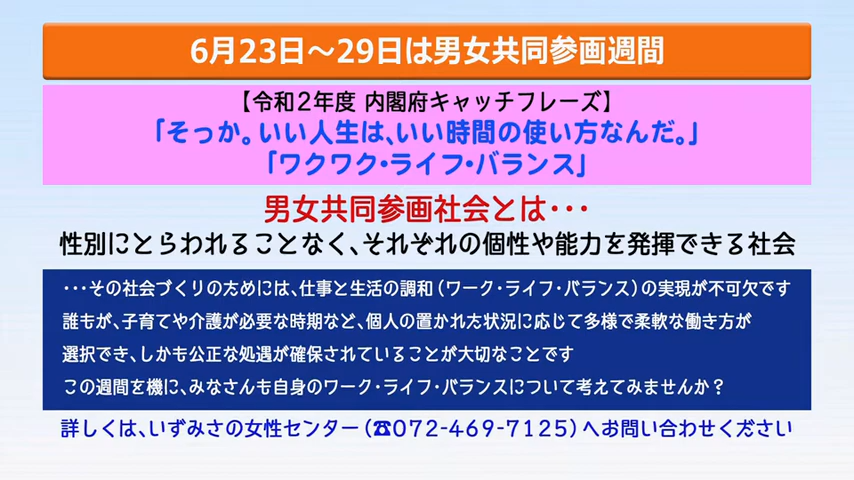 6月23日～29日は男女共同参画週間
【令和2年度 内閣府キャッチフレーズ】
「そっか。いい人生は、いい時間の使い方なんだ。」
「ワクワク・ライフ・バランス」
男女共同参画社会とは・・・
性別にとらわれることなく、それぞれの個性や能力を発揮できる社会
・・・その社会づくりのためには、仕事と生活の調和（ワーク・ライフ・バランス）の実現が不可欠です
誰もが、子育てや介護が必要な時期など、個人の置かれた状況に応じて多様で柔軟な働き方が
選択でき、しかも公正な処遇が確保されていることが大切なことです
この週間を機に、みなさんも自身のワーク・ライフ・バランスについて考えてみませんか？
詳しくは、いずみさの女性センター（☎072-469-7125）へお問い合わせください